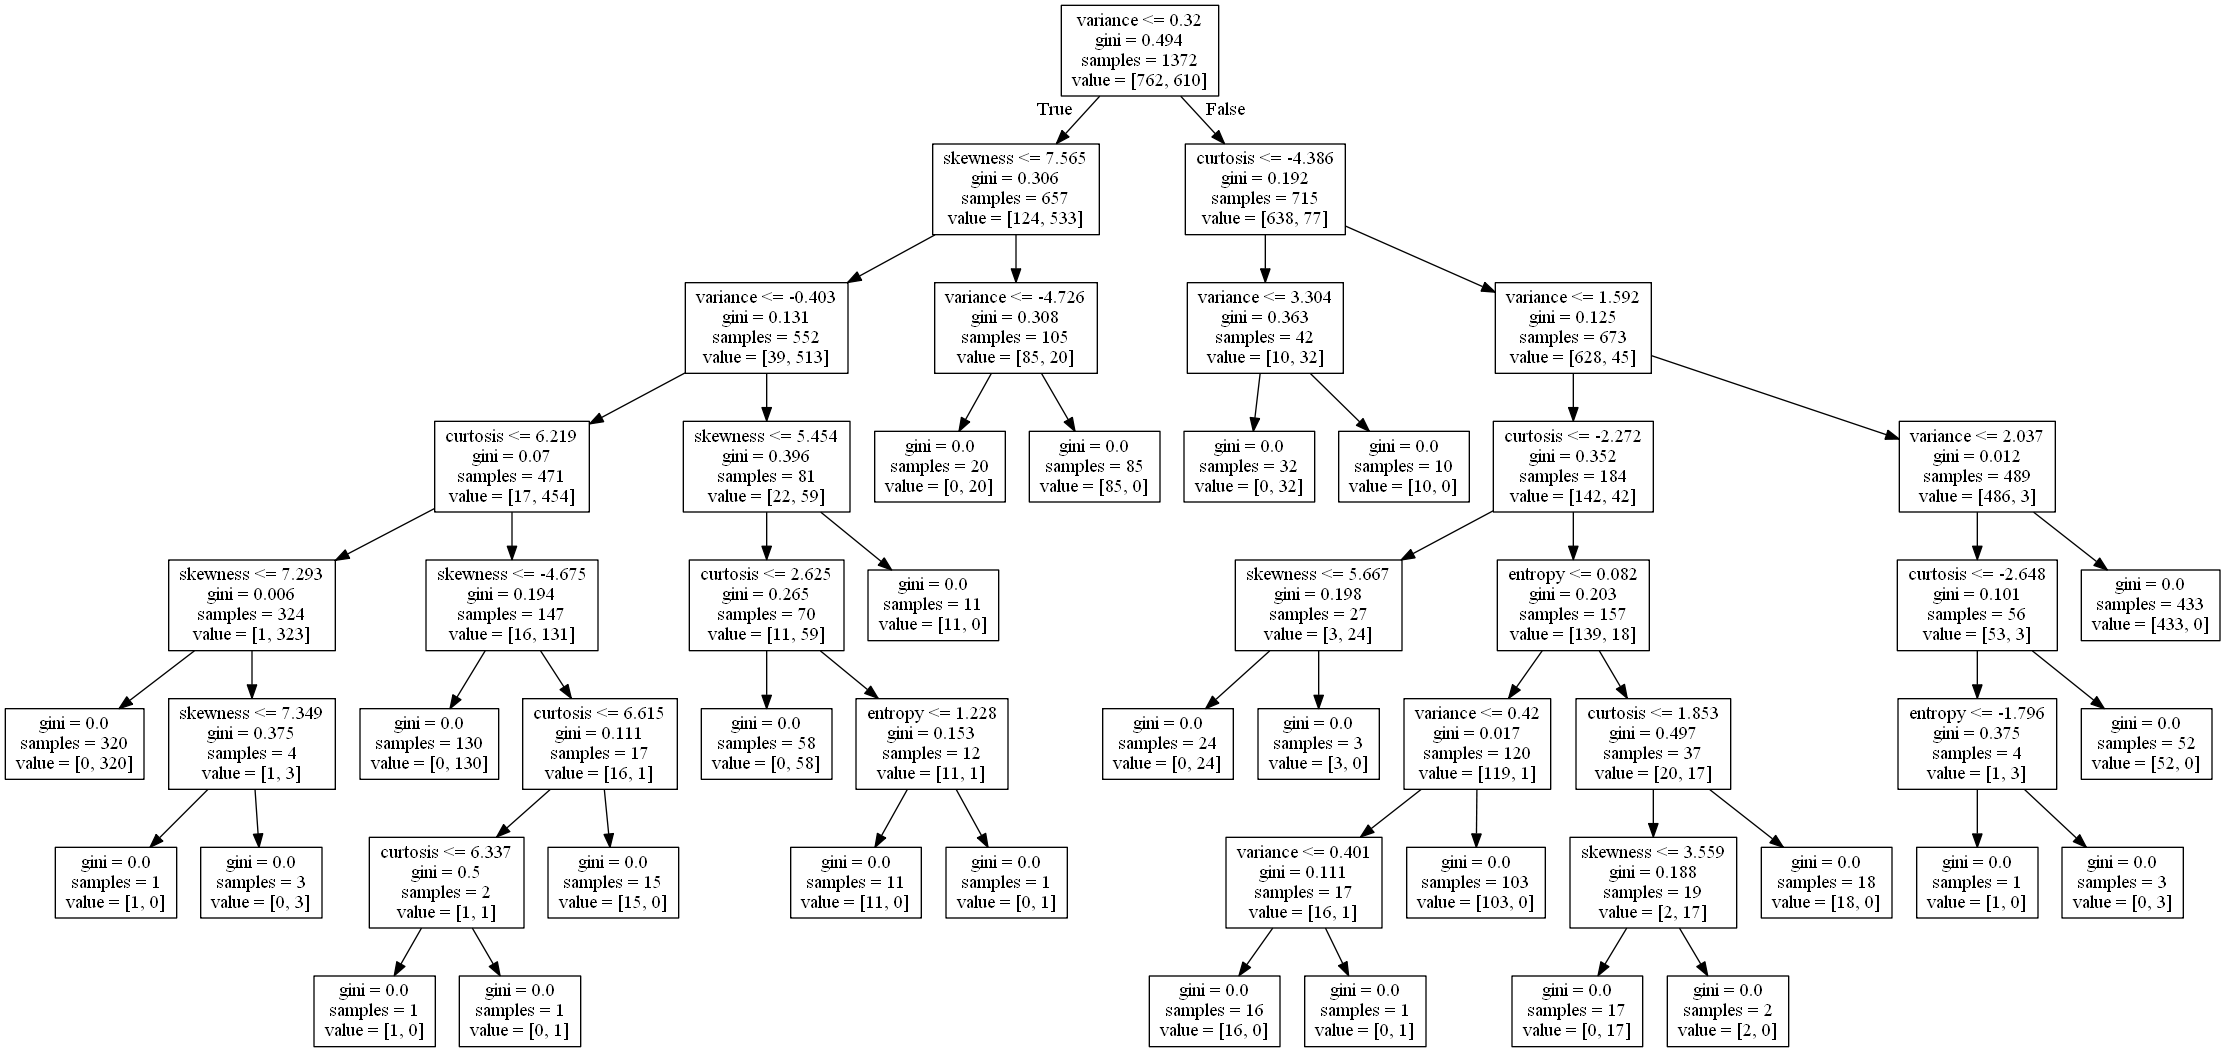 variance <= 0.32
gini = 0.494
samples = 1372
value = [762, 610]
True
False
skewness <= 7.565
gini = 0.306
samples = 657
value = [124, 533]
curtosis <= -4.386
gini = 0.192
samples = 715
value = [638, 77]
variance <= -0.403
gini = 0.131
samples = 552
value = [39, 513]
variance <= -4.726
gini = 0.308
samples = 105
value = [85, 20]
variance <= 3.304
gini = 0.363
samples = 42
value = [10, 32]
variance <= 1.592
gini = 0.125
samples = 673
value = [628, 45]
curtosis <= 6.219
gini = 0.07
samples = 471
value = [17, 454]
skewness <= 5.454
gini = 0.396
samples = 81
value = [22, 59]
gini = 0.0
samples = 20
value = [0, 20]
gini = 0.0
samples = 85
value = [85, 0]
gini = 0.0
samples = 32
value = [0, 32]
gini = 0.0
samples = 10
value = [10, 0]
curtosis <= -2.272
gini = 0.352
samples = 184
value = [142, 42]
variance <= 2.037
gini = 0.012
samples = 489
value = [486, 3]
skewness <= 7.293
gini = 0.006
samples = 324
value = [1, 323]
skewness <= -4.675
gini = 0.194
samples = 147
value = [16, 131]
curtosis <= 2.625
gini = 0.265
samples = 70
value = [11, 59]
gini = 0.0
samples = 11
value = [11, 0]
skewness <= 5.667
gini = 0.198
samples = 27
value = [3, 24]
entropy <= 0.082
gini = 0.203
samples = 157
value = [139, 18]
curtosis <= -2.648
gini = 0.101
samples = 56
value = [53, 3]
gini = 0.0
samples = 433
value = [433, 0]
gini = 0.0
samples = 320
value = [0, 320]
skewness <= 7.349
gini = 0.375
samples = 4
value = [1, 3]
gini = 0.0
samples = 130
value = [0, 130]
curtosis <= 6.615
gini = 0.111
samples = 17
value = [16, 1]
gini = 0.0
samples = 58
value = [0, 58]
entropy <= 1.228
gini = 0.153
samples = 12
value = [11, 1]
gini = 0.0
samples = 24
value = [0, 24]
gini = 0.0
samples = 3
value = [3, 0]
variance <= 0.42
gini = 0.017
samples = 120
value = [119, 1]
curtosis <= 1.853
gini = 0.497
samples = 37
value = [20, 17]
entropy <= -1.796
gini = 0.375
samples = 4
value = [1, 3]
gini = 0.0
samples = 52
value = [52, 0]
gini = 0.0
samples = 1
value = [1, 0]
gini = 0.0
samples = 3
value = [0, 3]
curtosis <= 6.337
gini = 0.5
samples = 2
value = [1, 1]
gini = 0.0
samples = 15
value = [15, 0]
gini = 0.0
samples = 11
value = [11, 0]
gini = 0.0
samples = 1
value = [0, 1]
variance <= 0.401
gini = 0.111
samples = 17
value = [16, 1]
gini = 0.0
samples = 103
value = [103, 0]
skewness <= 3.559
gini = 0.188
samples = 19
value = [2, 17]
gini = 0.0
samples = 18
value = [18, 0]
gini = 0.0
samples = 1
value = [1, 0]
gini = 0.0
samples = 3
value = [0, 3]
gini = 0.0
samples = 1
value = [1, 0]
gini = 0.0
samples = 1
value = [0, 1]
gini = 0.0
samples = 16
value = [16, 0]
gini = 0.0
samples = 1
value = [0, 1]
gini = 0.0
samples = 17
value = [0, 17]
gini = 0.0
samples = 2
value = [2, 0]